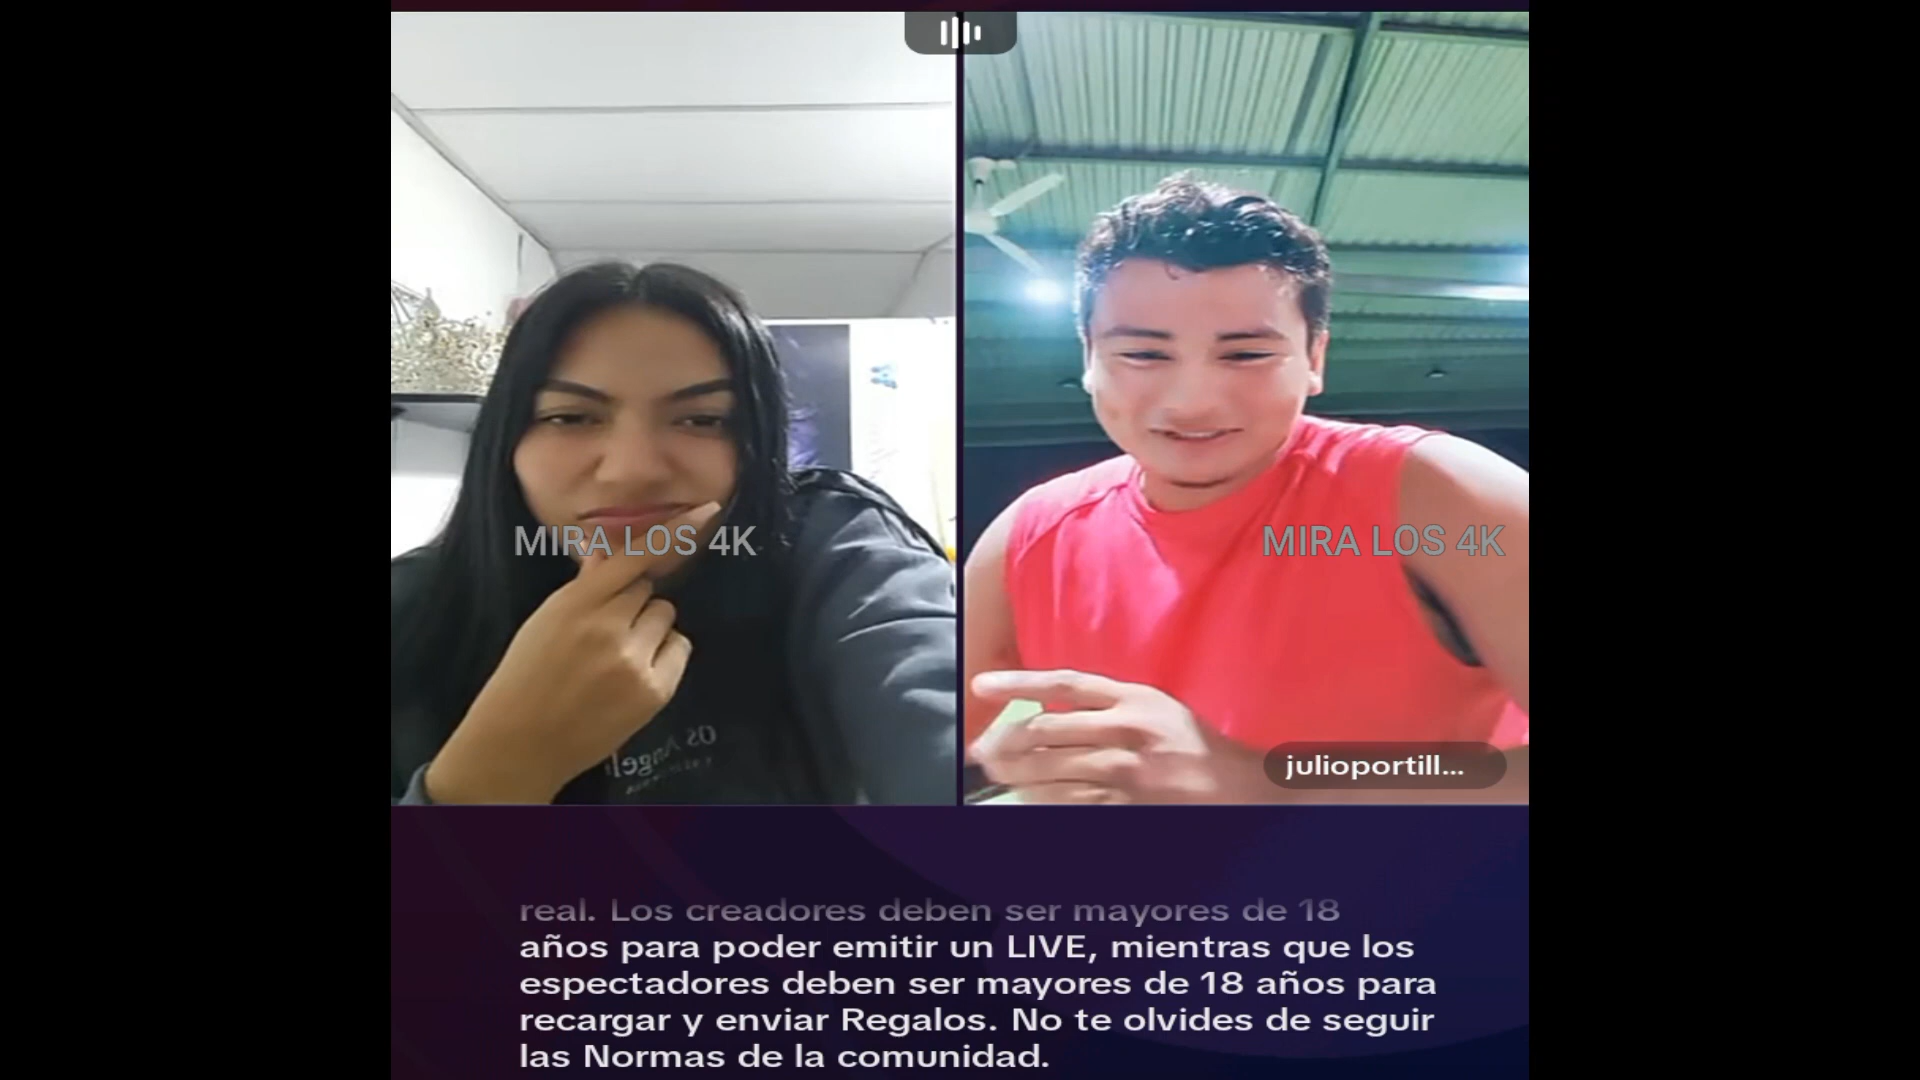 MIRA LOS 4K
MIRA LOS 4K
julioportill...
real. Los creadores deben ser mayores de 18
años para poder emitir un LIVE, mientras que los
espectadores deben ser mayores de 18 años para
recargar y enviar Regalos. No te olvides de seguir
las Normas de la comunidad.